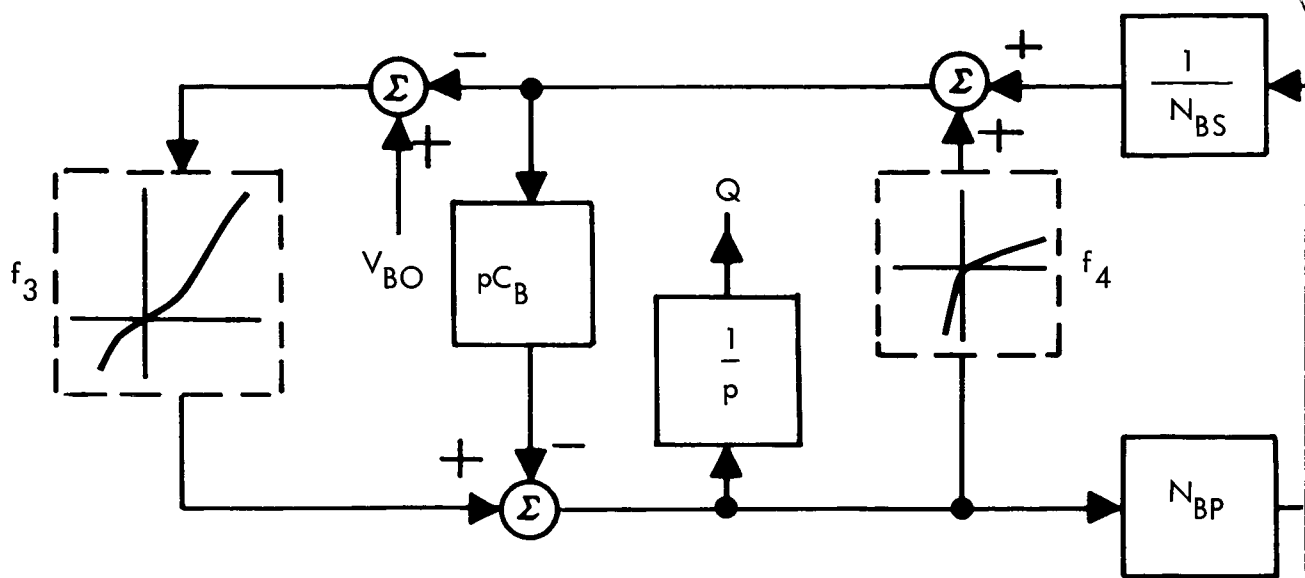 −
+
Σ
Σ
1
N_BS
+
+
Q
f_3
V_BO
pC_B
f_4
1
p
+
−
Σ
N_BP